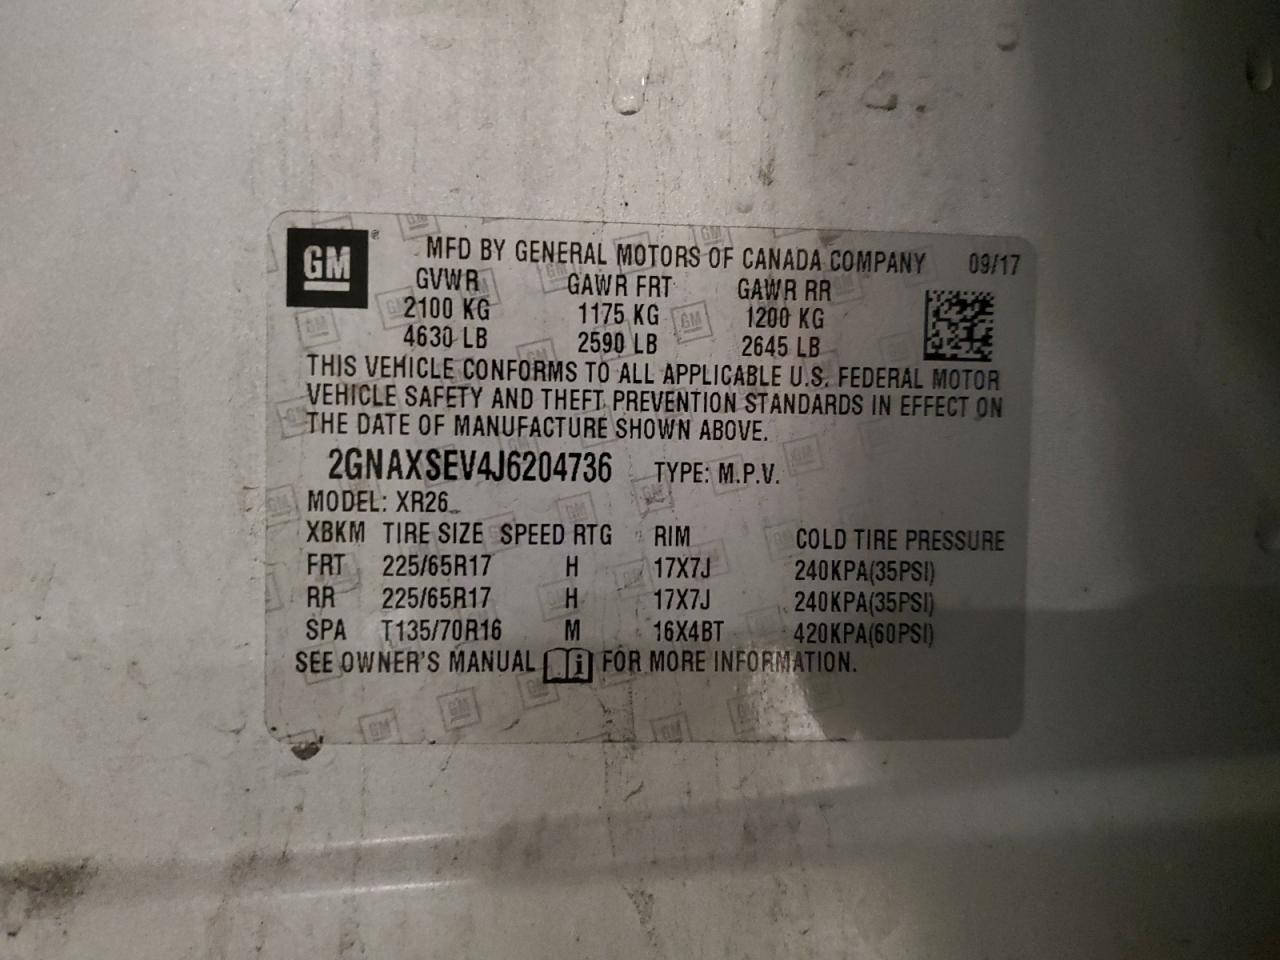 GM ® MFD BY GENERAL MOTORS OF CANADA COMPANY 09/17
GVWR GAWR FRT GAWR RR
2100 KG 1175 KG 1200 KG
4630 LB 2590 LB 2645 LB
THIS VEHICLE CONFORMS TO ALL APPLICABLE U.S. FEDERAL MOTOR
VEHICLE SAFETY AND THEFT PREVENTION STANDARDS IN EFFECT ON
THE DATE OF MANUFACTURE SHOWN ABOVE.
2GNAXSEV4J6204736 TYPE: M.P.V.
MODEL: XR26
XBKM TIRE SIZE SPEED RTG RIM COLD TIRE PRESSURE
FRT 225/65R17 H 17X7J 240KPA(35PSI)
RR 225/65R17 H 17X7J 240KPA(35PSI)
SPA T135/70R16 M 16X4BT 420KPA(60PSI)
SEE OWNER'S MANUAL i FOR MORE INFORMATION.